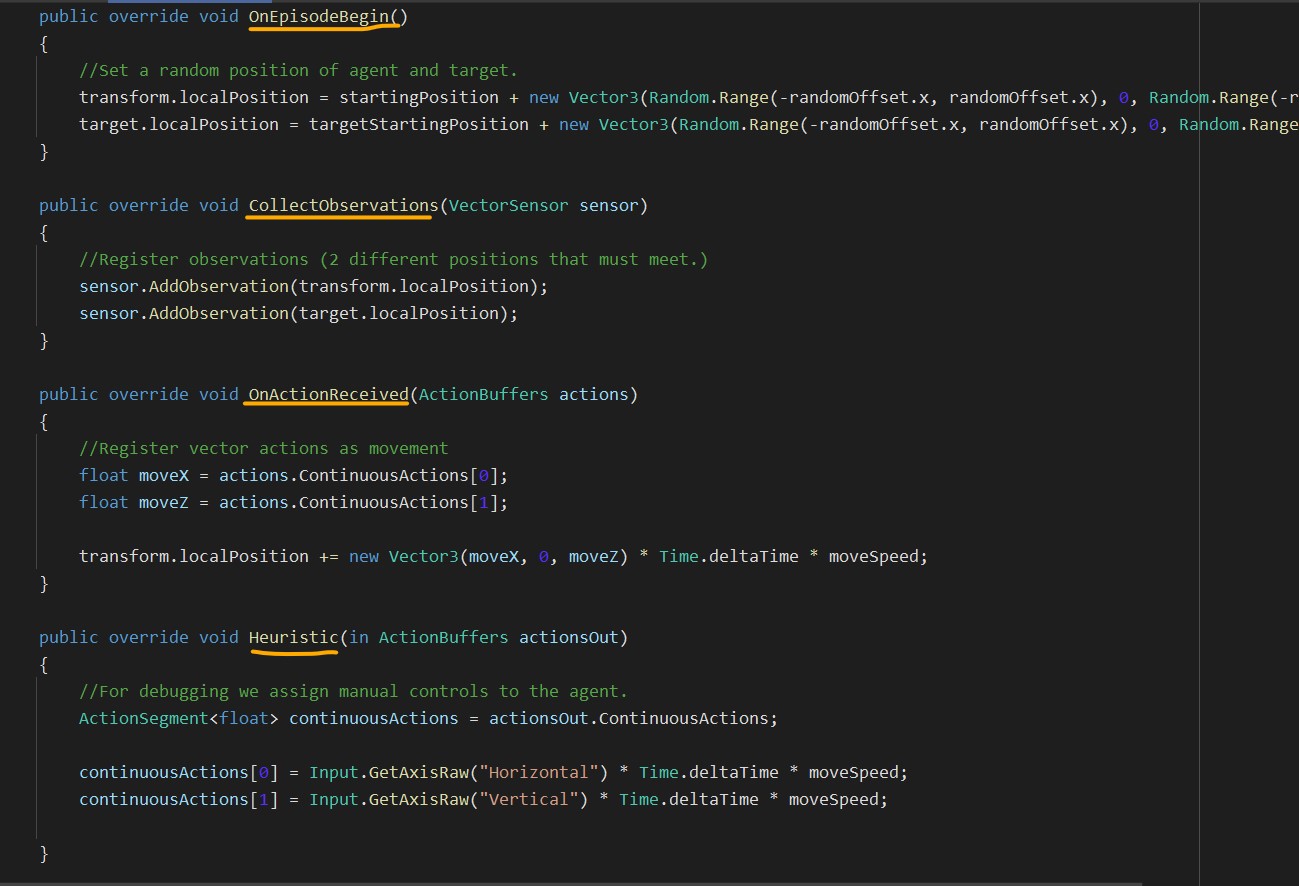 public override void OnEpisodeBegin()
{
//Set a random position of agent and target.
transform.localPosition = startingPosition + new Vector3(Random.Range(-randomOffset.x, randomOffset.x), 0, Random.Range(-r
target.localPosition = targetStartingPosition + new Vector3(Random.Range(-randomOffset.x, randomOffset.x), 0, Random.Range
}
public override void CollectObservations(VectorSensor sensor)
{
//Register observations (2 different positions that must meet.)
sensor.AddObservation(transform.localPosition);
sensor.AddObservation(target.localPosition);
}
public override void OnActionReceived(ActionBuffers actions)
{
//Register vector actions as movement
float moveX = actions.ContinuousActions[0];
float moveZ = actions.ContinuousActions[1];
transform.localPosition += new Vector3(moveX, 0, moveZ) * Time.deltaTime * moveSpeed;
}
public override void Heuristic(in ActionBuffers actionsOut)
{
//For debugging we assign manual controls to the agent.
ActionSegment<float> continuousActions = actionsOut.ContinuousActions;
continuousActions[0] = Input.GetAxisRaw("Horizontal") * Time.deltaTime * moveSpeed;
continuousActions[1] = Input.GetAxisRaw("Vertical") * Time.deltaTime * moveSpeed;
}